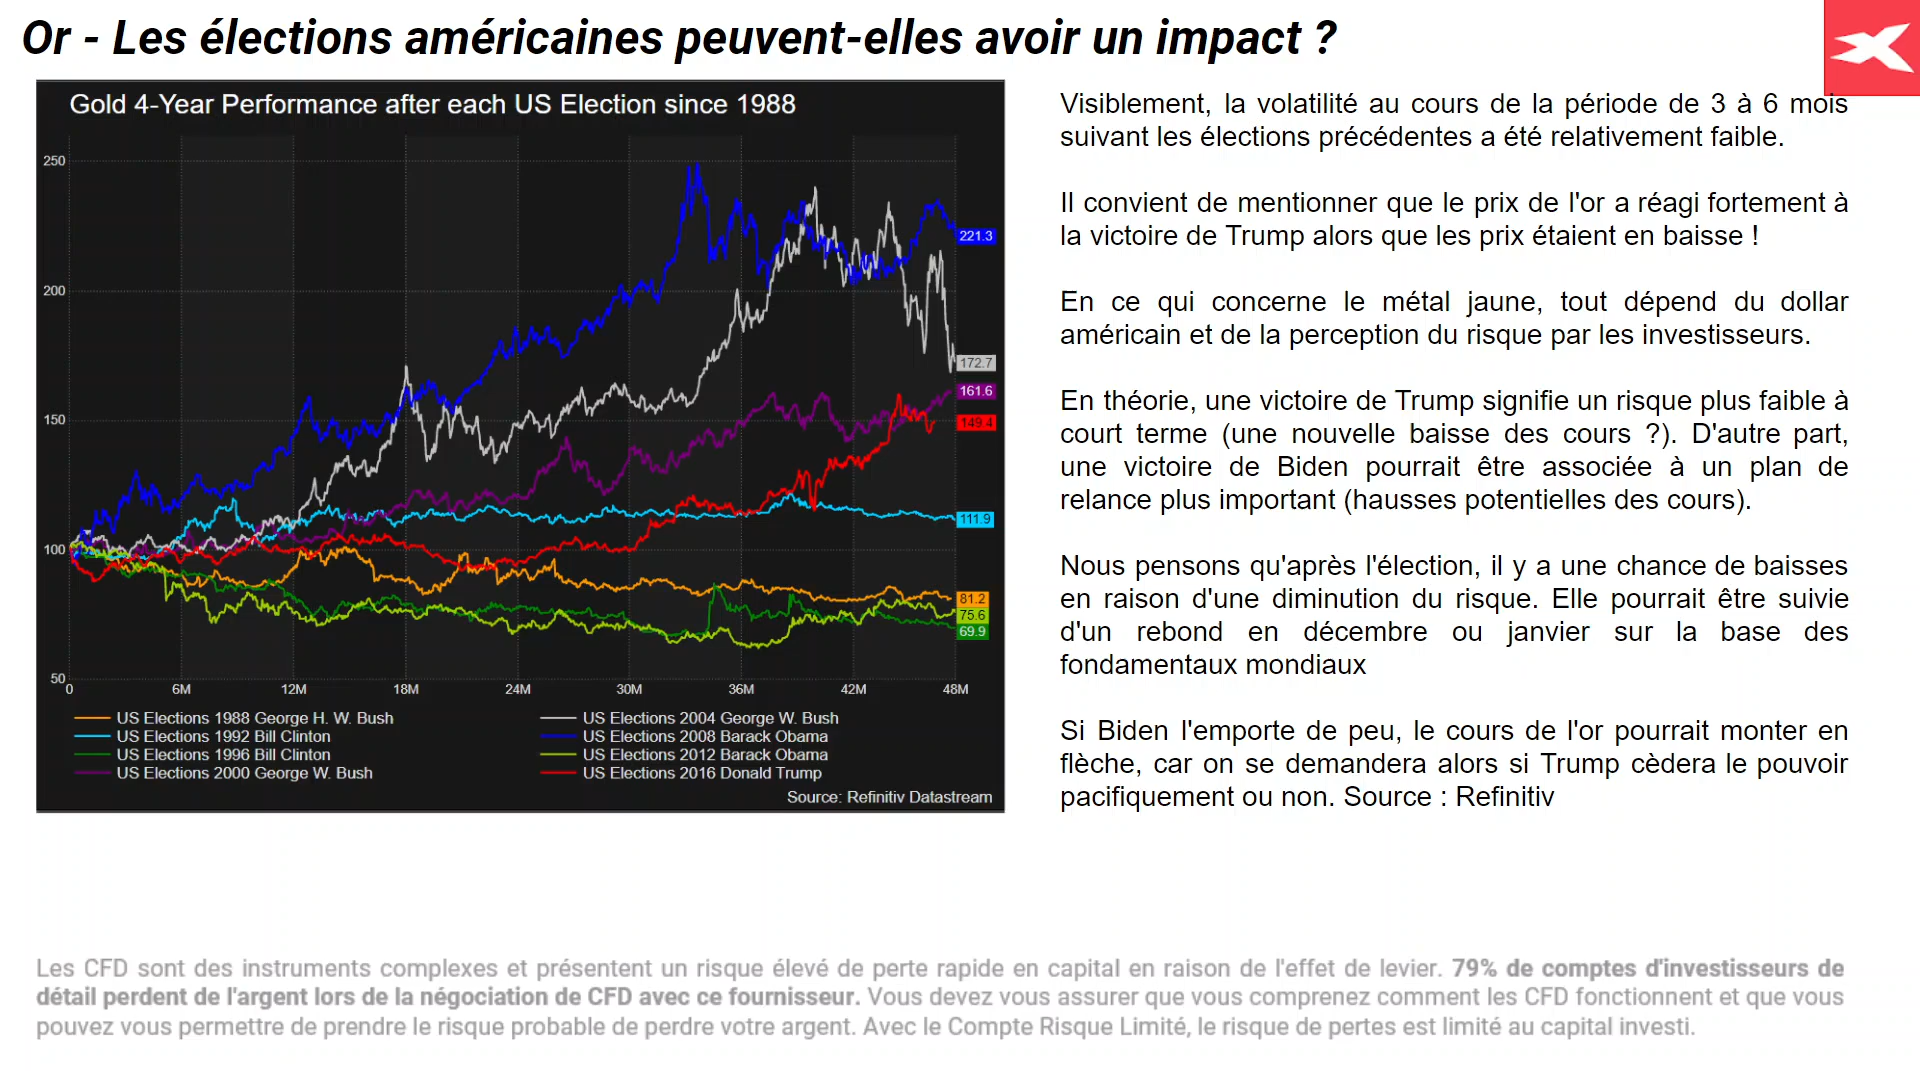 Or - Les élections américaines peuvent-elles avoir un impact ?
Gold 4-Year Performance after each US Election since 1988
250
200
150
100
50
221.3
172.7
161.6
149.4
111.9
81.2
75.6
69.9
0 6M 12M 18M 24M 30M 36M 42M 48M
US Elections 1988 George H. W. Bush
US Elections 1992 Bill Clinton
US Elections 1996 Bill Clinton
US Elections 2000 George W. Bush
US Elections 2004 George W. Bush
US Elections 2008 Barack Obama
US Elections 2012 Barack Obama
US Elections 2016 Donald Trump
Source: Refinitiv Datastream
Visiblement, la volatilité au cours de la période de 3 à 6 mois
suivant les élections précédentes a été relativement faible.
Il convient de mentionner que le prix de l'or a réagi fortement à
la victoire de Trump alors que les prix étaient en baisse !
En ce qui concerne le métal jaune, tout dépend du dollar
américain et de la perception du risque par les investisseurs.
En théorie, une victoire de Trump signifie un risque plus faible à
court terme (une nouvelle baisse des cours ?). D'autre part,
une victoire de Biden pourrait être associée à un plan de
relance plus important (hausses potentielles des cours).
Nous pensons qu'après l'élection, il y a une chance de baisses
en raison d'une diminution du risque. Elle pourrait être suivie
d'un rebond en décembre ou janvier sur la base des
fondamentaux mondiaux
Si Biden l'emporte de peu, le cours de l'or pourrait monter en
flèche, car on se demandera alors si Trump cèdera le pouvoir
pacifiquement ou non. Source : Refinitiv
Les CFD sont des instruments complexes et présentent un risque élevé de perte rapide en capital en raison de l'effet de levier. 79% de comptes d'investisseurs de
détail perdent de l'argent lors de la négociation de CFD avec ce fournisseur. Vous devez vous assurer que vous comprenez comment les CFD fonctionnent et que vous
pouvez vous permettre de prendre le risque probable de perdre votre argent. Avec le Compte Risque Limité, le risque de pertes est limité au capital investi.